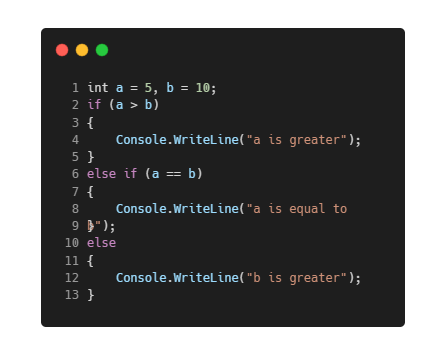 1 int a = 5, b = 10;
2 if (a > b)
3 {
4     Console.WriteLine("a is greater");
5 }
6 else if (a == b)
7 {
8     Console.WriteLine("a is equal to
b");
9 }
10 else
11 {
12     Console.WriteLine("b is greater");
13 }